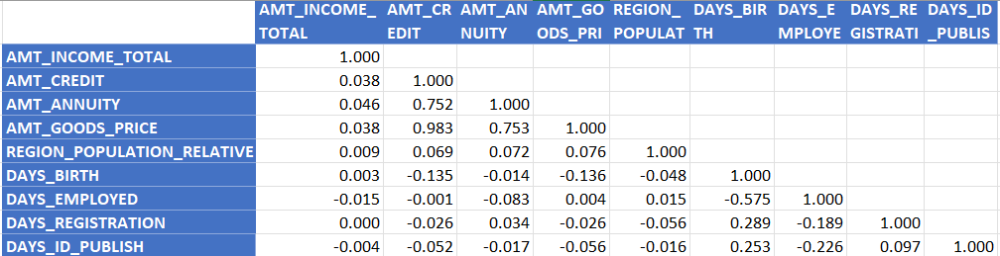 AMT_INCOME_ AMT_CR AMT_AN AMT_GO REGION_ DAYS_BIR DAYS_E DAYS_RE DAYS_ID
TOTAL EDIT NUITY ODS_PRI POPULAT TH MPLOYE GISTRATI _PUBLIS
AMT_INCOME_TOTAL 1.000
AMT_CREDIT 0.038 1.000
AMT_ANNUITY 0.046 0.752 1.000
AMT_GOODS_PRICE 0.038 0.983 0.753 1.000
REGION_POPULATION_RELATIVE 0.009 0.069 0.072 0.076 1.000
DAYS_BIRTH 0.003 -0.135 -0.014 -0.136 -0.048 1.000
DAYS_EMPLOYED -0.015 -0.001 -0.083 0.004 0.015 -0.575 1.000
DAYS_REGISTRATION 0.000 -0.026 0.034 -0.026 -0.056 0.289 -0.189 1.000
DAYS_ID_PUBLISH -0.004 -0.052 -0.017 -0.056 -0.016 0.253 -0.226 0.097 1.000